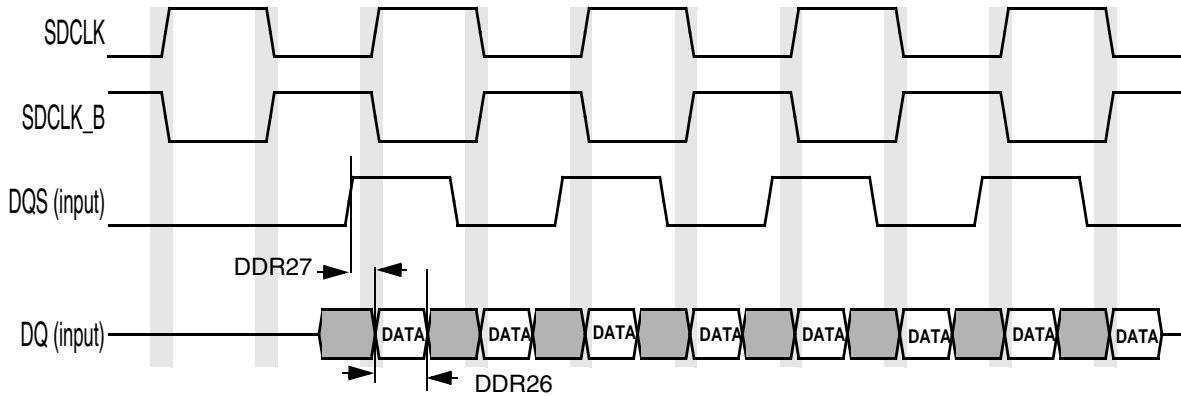 SDCLK
SDCLK_B
DQS (input)
DDR27
DQ (input)
DATA DATA DATA DATA DATA DATA DATA DATA
DDR26